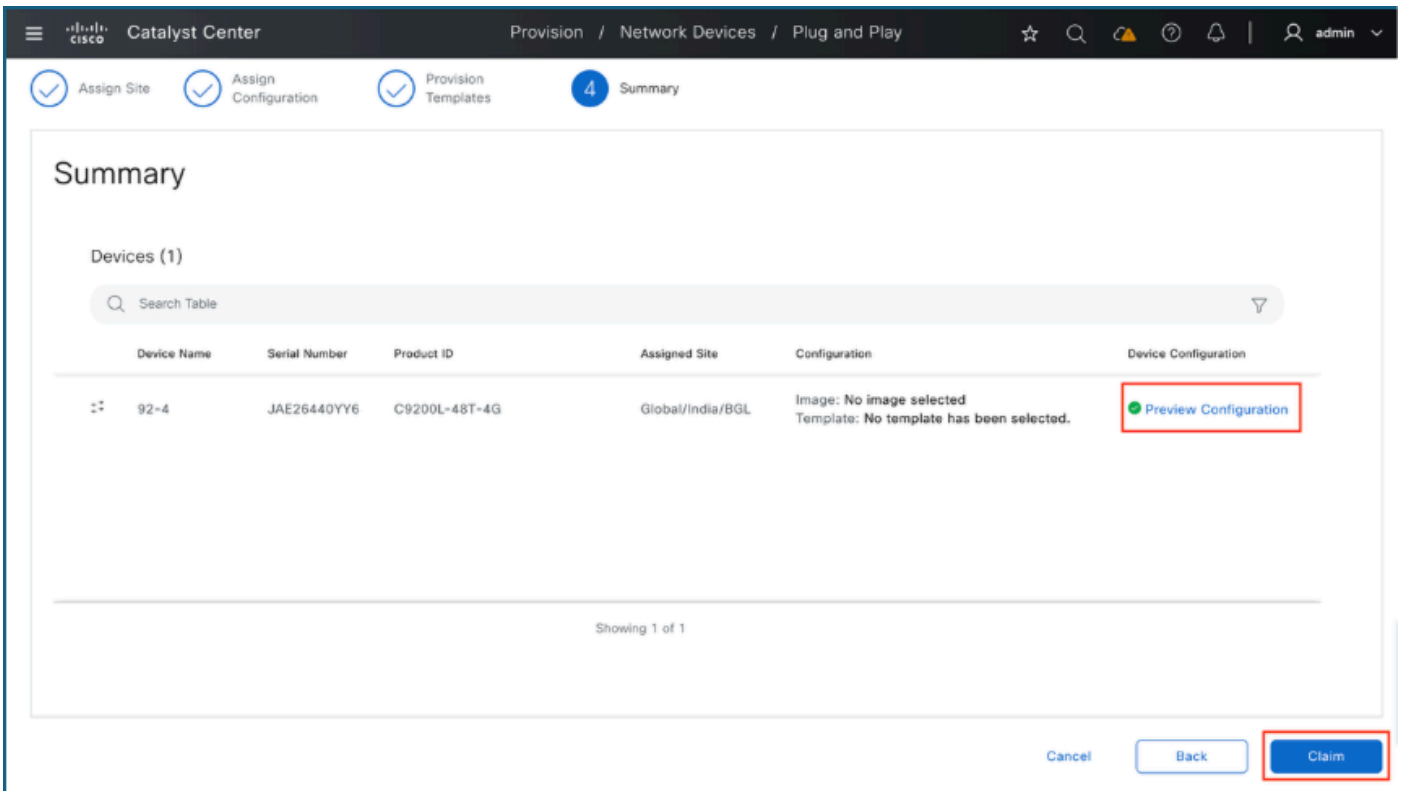 cisco Catalyst Center Provision / Network Devices / Plug and Play admin
Assign Site
Assign
Configuration
Provision
Templates
4 Summary
Summary
Devices (1)
Search Table
Device Name Serial Number Product ID Assigned Site Configuration Device Configuration
92-4 JAE26440YY6 C9200L-48T-4G Global/India/BGL
Image: No image selected
Template: No template has been selected.
Preview Configuration
Showing 1 of 1
Cancel Back Claim